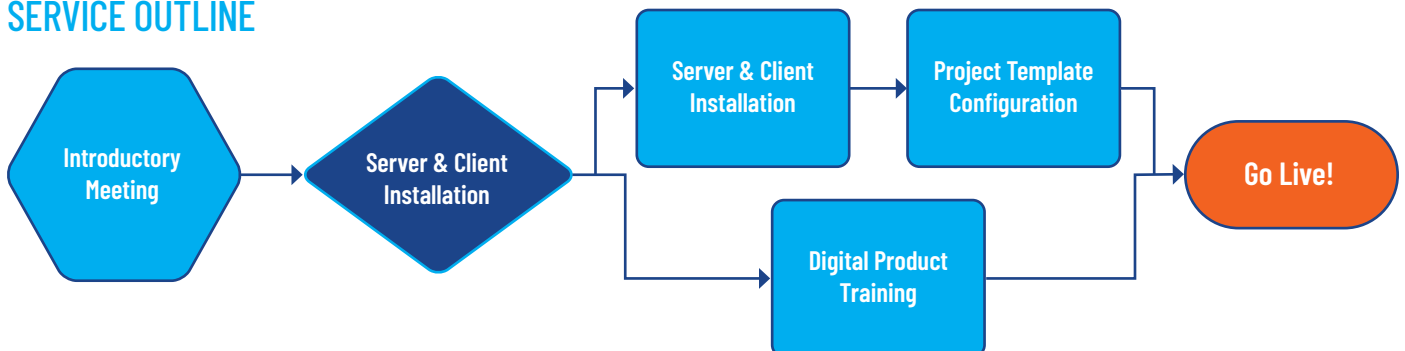 SERVICE OUTLINE
Introductory
Meeting
Server & Client
Installation
Server & Client
Installation
Project Template
Configuration
Digital Product
Training
Go Live!